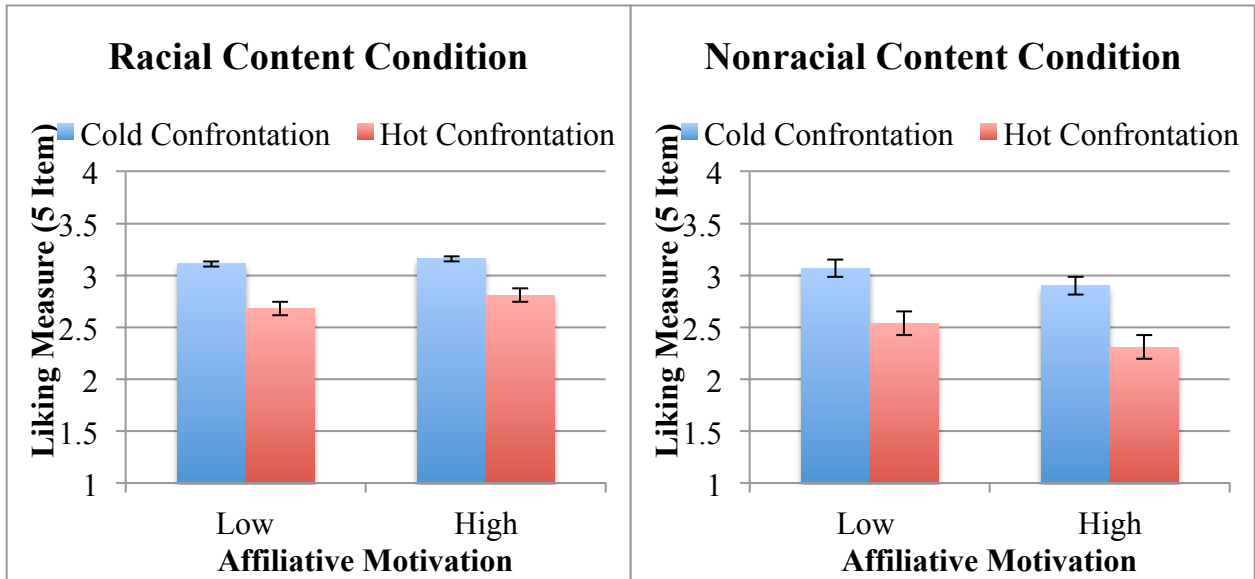 Racial Content Condition
Cold Confrontation Hot Confrontation
Liking Measure (5 Item)
4
3.5
3
2.5
2
1.5
1
Low High
Affiliative Motivation
Nonracial Content Condition
Cold Confrontation Hot Confrontation
Liking Measure (5 Item)
4
3.5
3
2.5
2
1.5
1
Low High
Affiliative Motivation